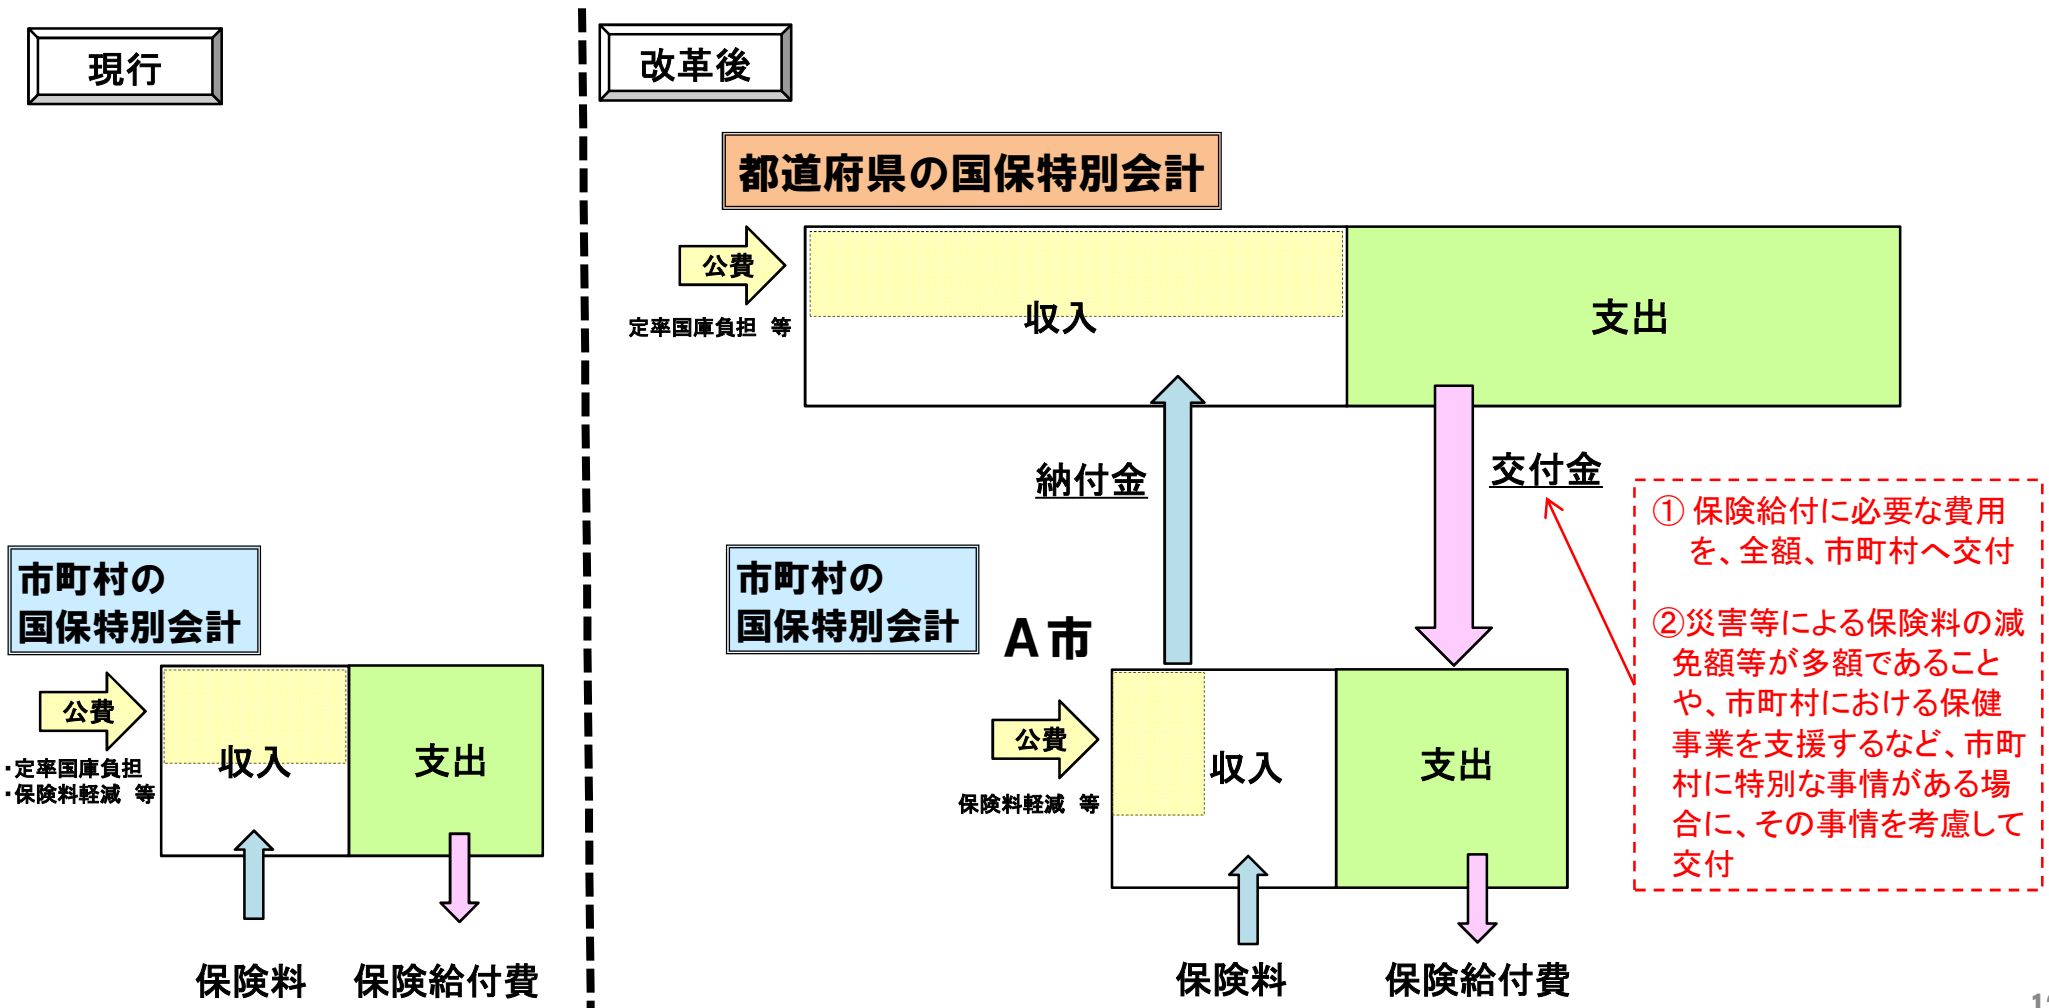 現行
市町村の
国保特別会計
公費
・定率国庫負担
・保険料軽減 等
収入
支出
保険料
保険給付費
改革後
都道府県の国保特別会計
公費
定率国庫負担 等
収入
支出
納付金
交付金
① 保険給付に必要な費用
を、全額、市町村へ交付
②災害等による保険料の減
免額等が多額であること
や、市町村における保健
事業を支援するなど、市町
村に特別な事情がある場
合に、その事情を考慮して
交付
市町村の
国保特別会計
A市
公費
保険料軽減 等
収入
支出
保険料
保険給付費